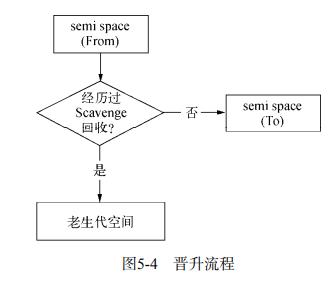 semi space
(From)
经历过
Scavenge
回收?
否
semi space
(To)
是
老生代空间
图5-4 晋升流程